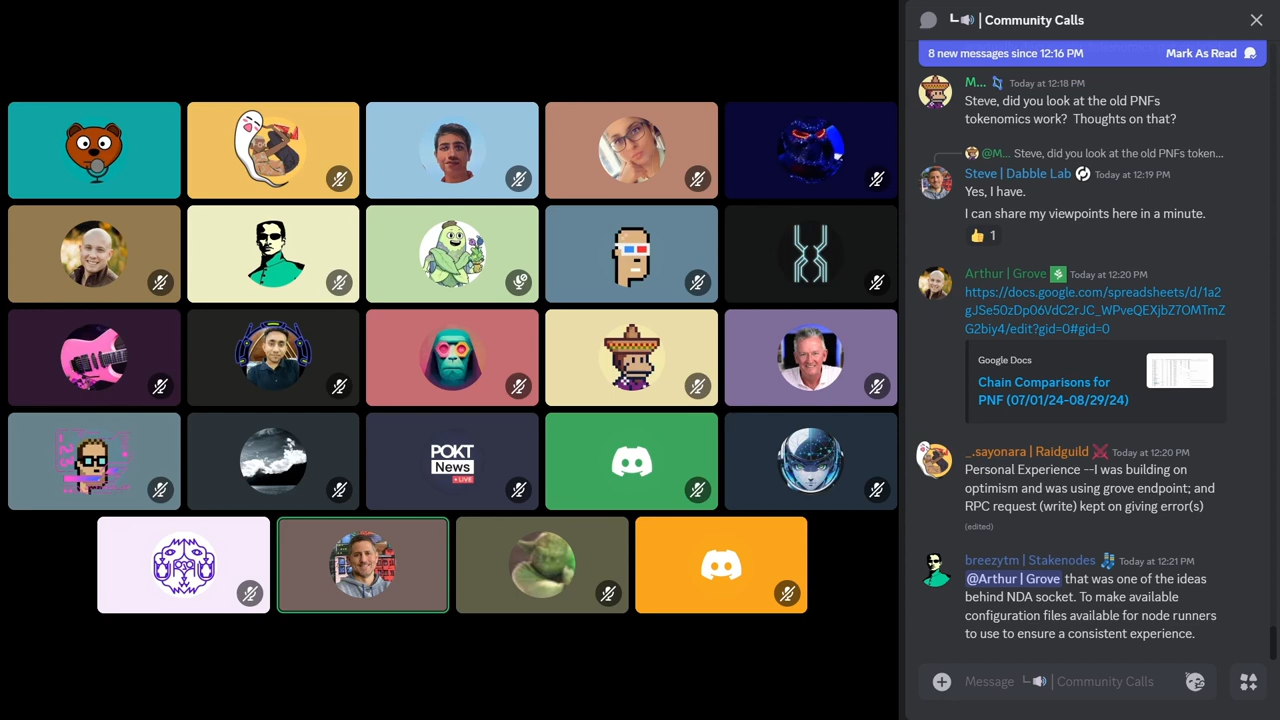 POKT
News
LIVE
| Community Calls
8 new messages since 12:16 PM
Mark As Read
M... Today at 12:18 PM
Steve, did you look at the old PNFs
tokenomics work? Thoughts on that?
@M... Steve, did you look at the old PNFs token...
Steve | Dabble Lab Today at 12:19 PM
Yes, I have.
I can share my viewpoints here in a minute.
👍 1
Arthur | Grove Today at 12:20 PM
https://docs.google.com/spreadsheets/d/1a2
gJSe50zDp06VdC2rJC_WPveQEXjbZ7OMTmZ
G2biy4/edit?gid=0#gid=0
Google Docs
Chain Comparisons for
PNF (07/01/24-08/29/24)
_.sayonara | Raidguild Today at 12:20 PM
Personal Experience --I was building on
optimism and was using grove endpoint; and
RPC request (write) kept on giving error(s)
(edited)
breezytm | Stakenodes Today at 12:21 PM
@Arthur | Grove that was one of the ideas
behind NDA socket. To make available
configuration files available for node runners
to use to ensure a consistent experience.
Message | Community Calls